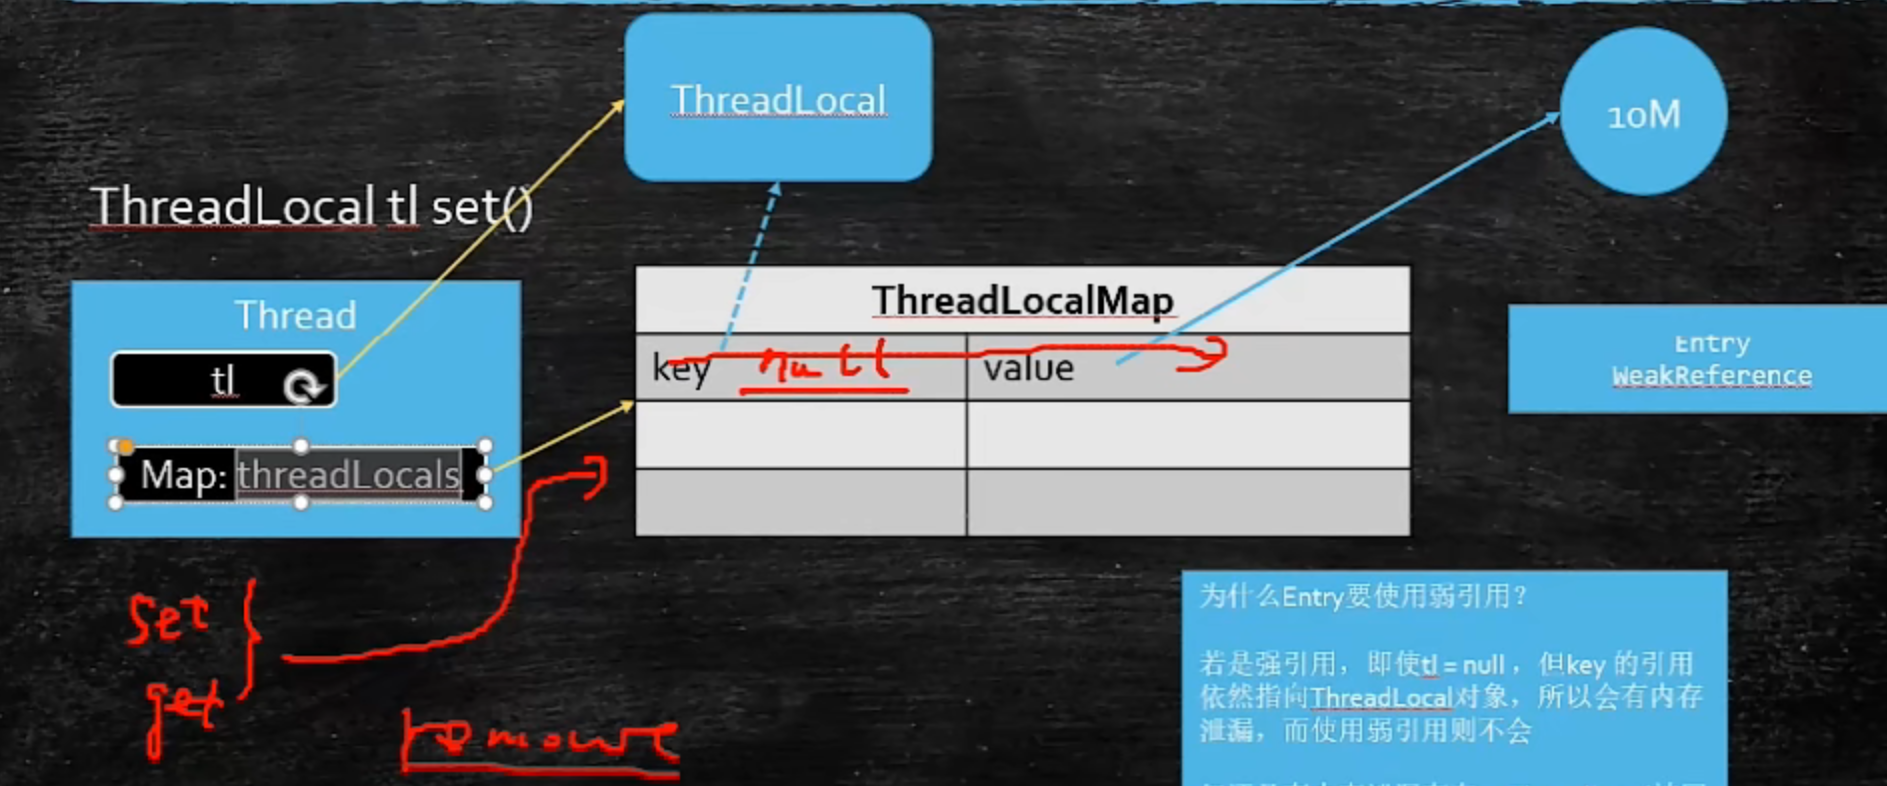 ThreadLocal
10M
ThreadLocal tl set()
Thread
tl
Map: threadLocals
ThreadLocalMap
key null value
Entry
WeakReference
set
get
remove
为什么Entry要使用弱引用？
若是强引用，即使tl = null ，但key 的引用
依然指向ThreadLocal对象，所以会有内存
泄漏，而使用弱引用则不会